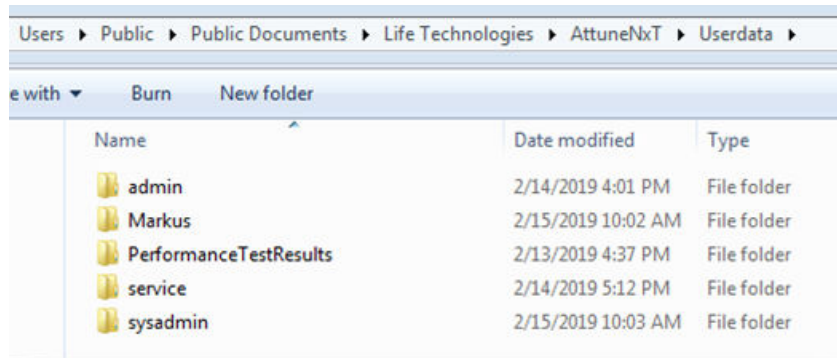 Users ▸ Public ▸ Public Documents ▸ Life Technologies ▸ AttuneNxT ▸ Userdata ▸
e with ▾ Burn New folder
Name Date modified Type
admin 2/14/2019 4:01 PM File folder
Markus 2/15/2019 10:02 AM File folder
PerformanceTestResults 2/13/2019 4:37 PM File folder
service 2/14/2019 5:12 PM File folder
sysadmin 2/15/2019 10:03 AM File folder